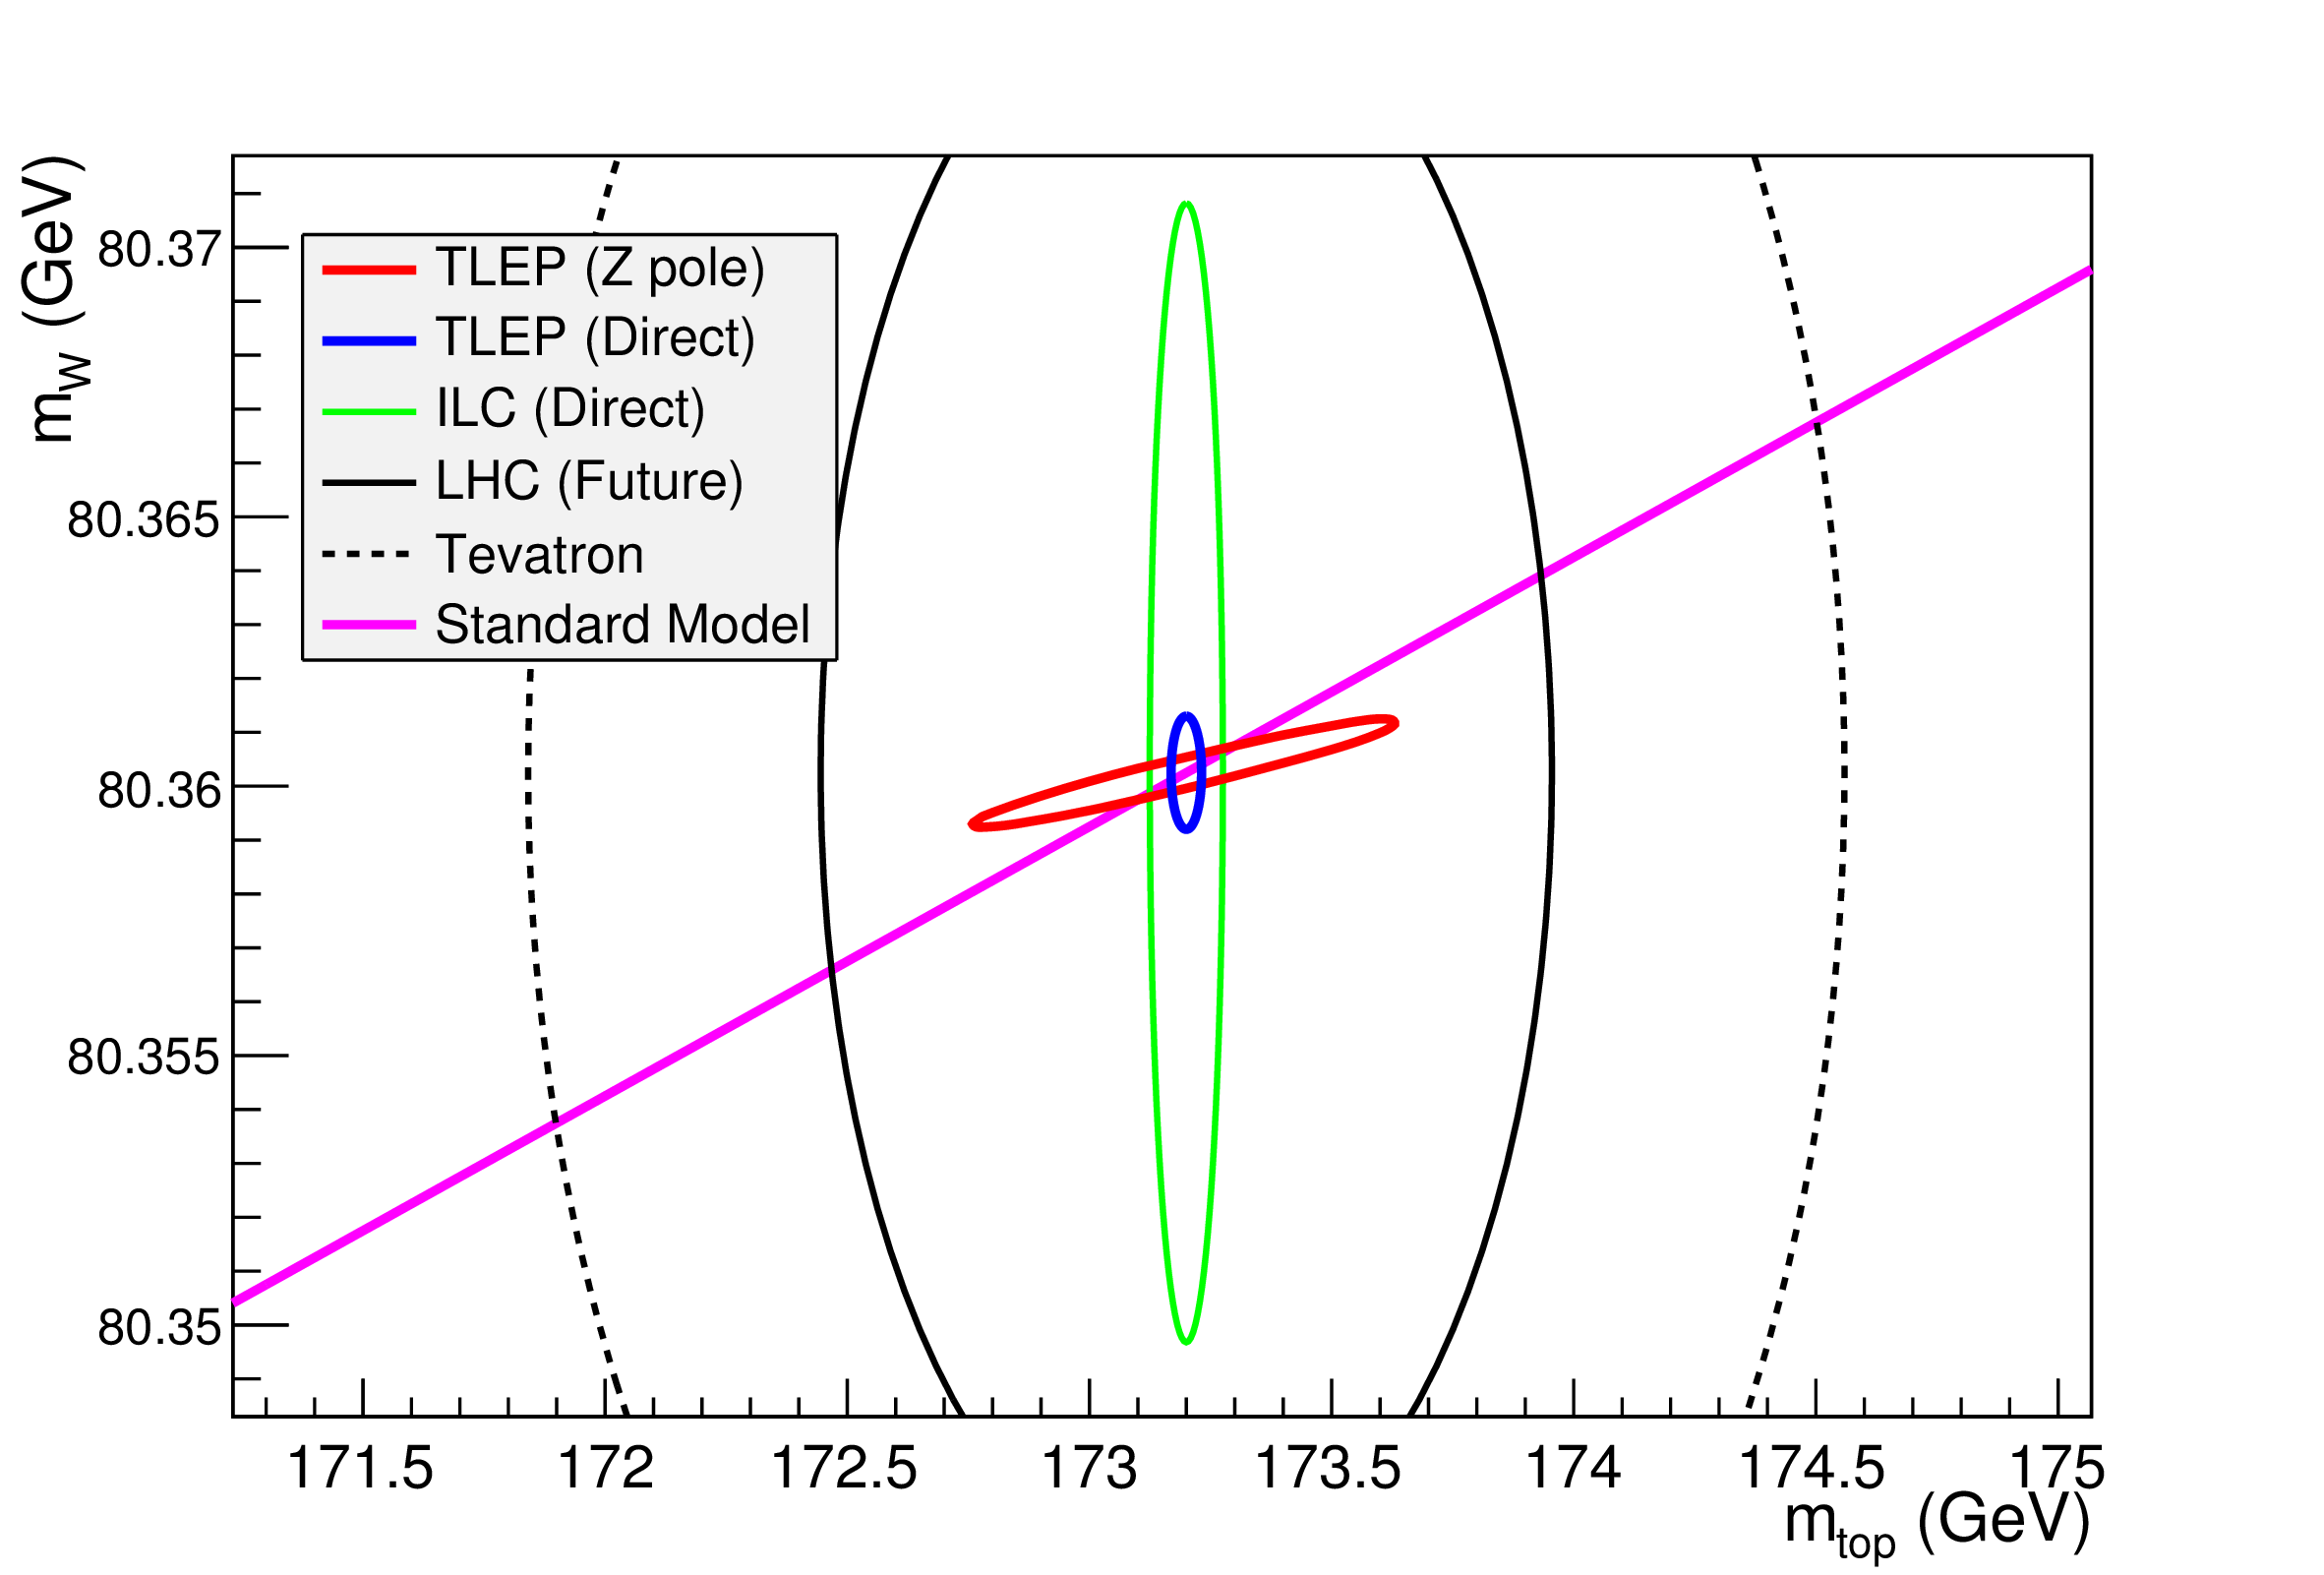 m_W (GeV)
80.37
80.365
80.36
80.355
80.35
TLEP (Z pole)
TLEP (Direct)
ILC (Direct)
LHC (Future)
Tevatron
Standard Model
171.5 172 172.5 173 173.5 174 174.5 175
m_top (GeV)